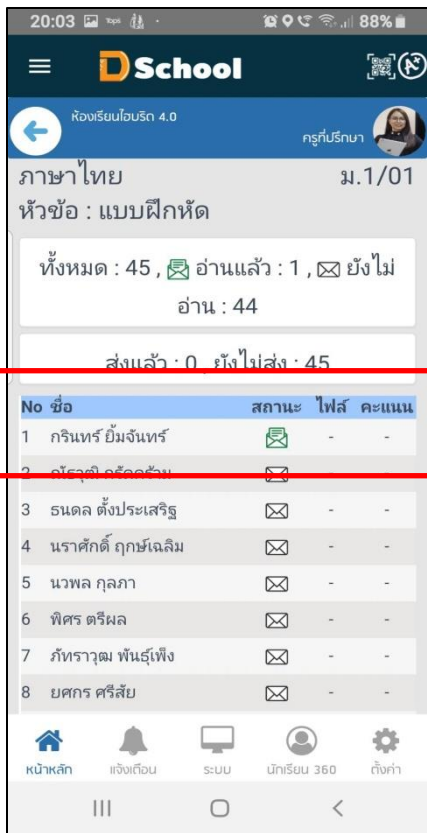 20:03 88%
D School
ห้องเรียนไฮบริด 4.0
ครูที่ปรึกษา
ภาษาไทย ม.1/01
หัวข้อ : แบบฝึกหัด
ทั้งหมด : 45 , อ่านแล้ว : 1 , ยังไม่
อ่าน : 44
ส่งแล้ว : 0 , ยังไม่ส่ง : 45
No ชื่อ สถานะ ไฟล์ คะแนน
1 กรินทร์ ยิ้มจันทร์ - -
2 - -
3 ธนดล ตั้งประเสริฐ - -
4 นราศักดิ์ ฤกษ์เฉลิม - -
5 นวพล กุลภา - -
6 พิศร ตรีผล - -
7 ภัทราวุฒ พันธุ์เพ็ง - -
8 ยศกร ศรีสัย - -
หน้าหลัก แจ้งเตือน ระบบ นักเรียน 360 ตั้งค่า